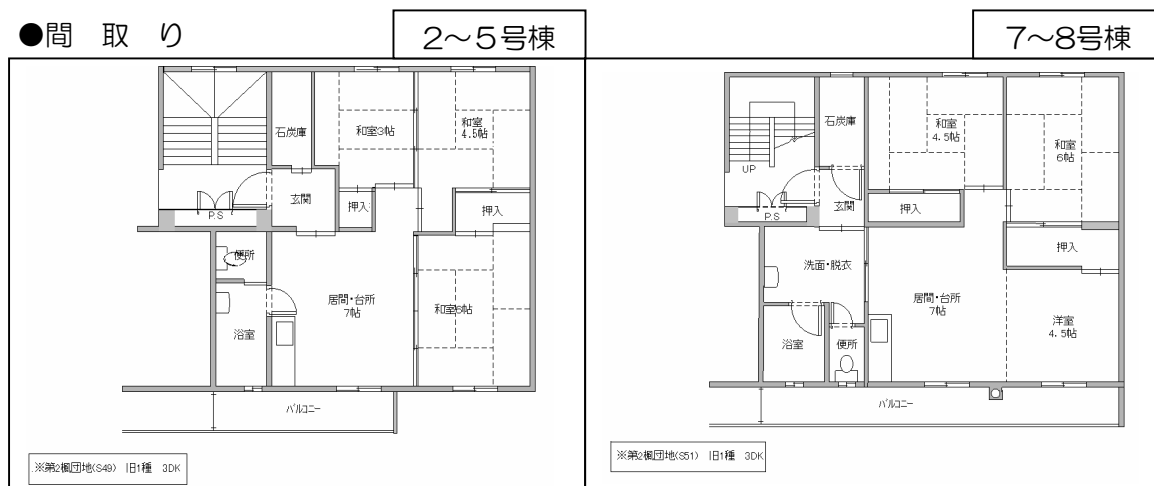 ●間 取 り
2～5号棟
7～8号棟
石炭庫
和室3帖
和室
4.5帖
玄関
押入
押入
P.S
便所
居間・台所
7帖
和室6帖
浴室
バルコニー
※第2楓団地(S49) 旧1種 3DK
石炭庫
和室
4.5帖
和室
6帖
UP
玄関
P.S
押入
押入
洗面・脱衣
居間・台所
7帖
洋室
4.5帖
浴室
便所
バルコニー
※第2楓団地(S51) 旧1種 3DK